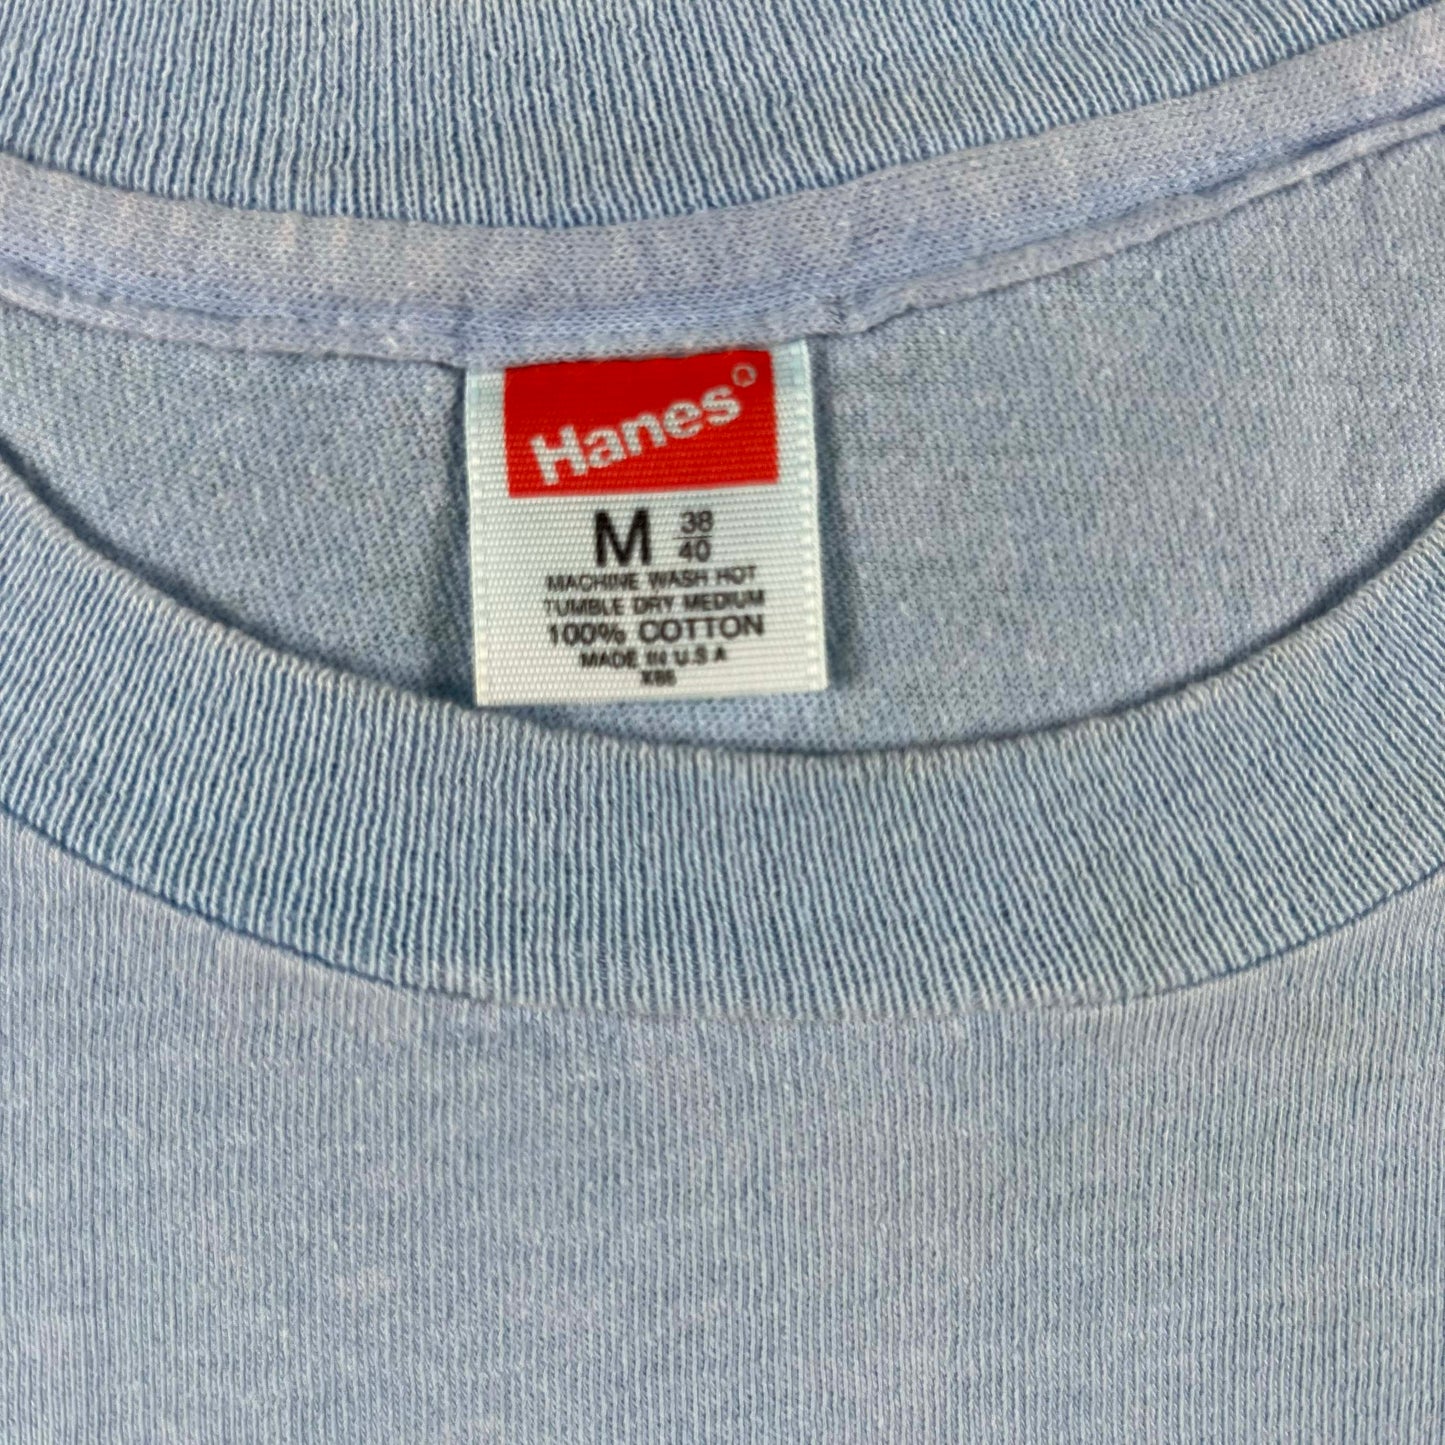 Hanes®
M 38
40
MACHINE WASH HOT
TUMBLE DRY MEDIUM
100% COTTON
MADE IN U.S.A